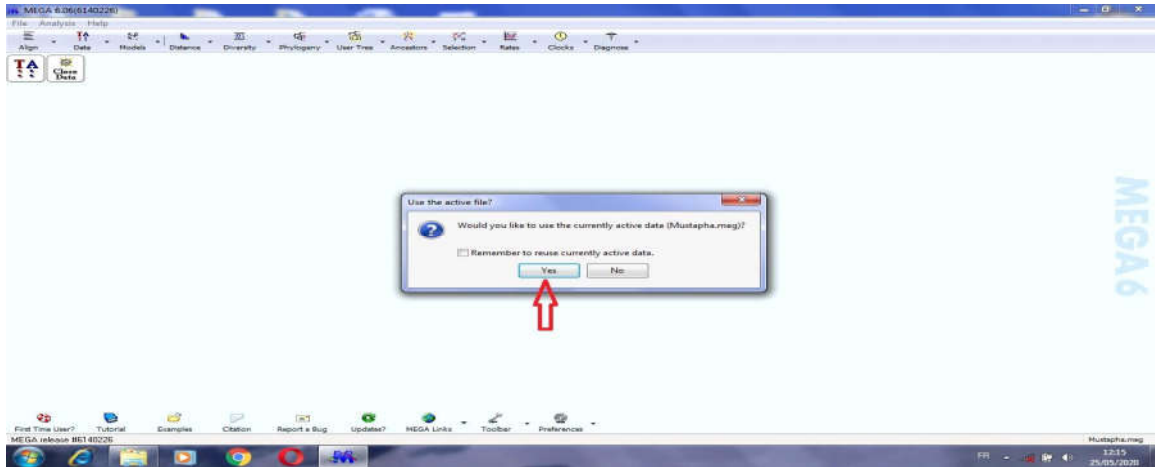 MEGA 6.06(6140226)
File Analysis Help
Align Data Models Distance Diversity Phylogeny User Tree Ancestors Selection Rates Clocks Diagnose
TA
Close
Data
Use the active file?
Would you like to use the currently active data (Mustapha.meg)?
Remember to reuse currently active data.
Yes No
MEGA 6
First Time User? Tutorial Examples Citation Report a Bug Updates? MEGA Links Toolbar Preferences
MEGA release #6140226 Mustapha.meg
FR 12:15
25/05/2020